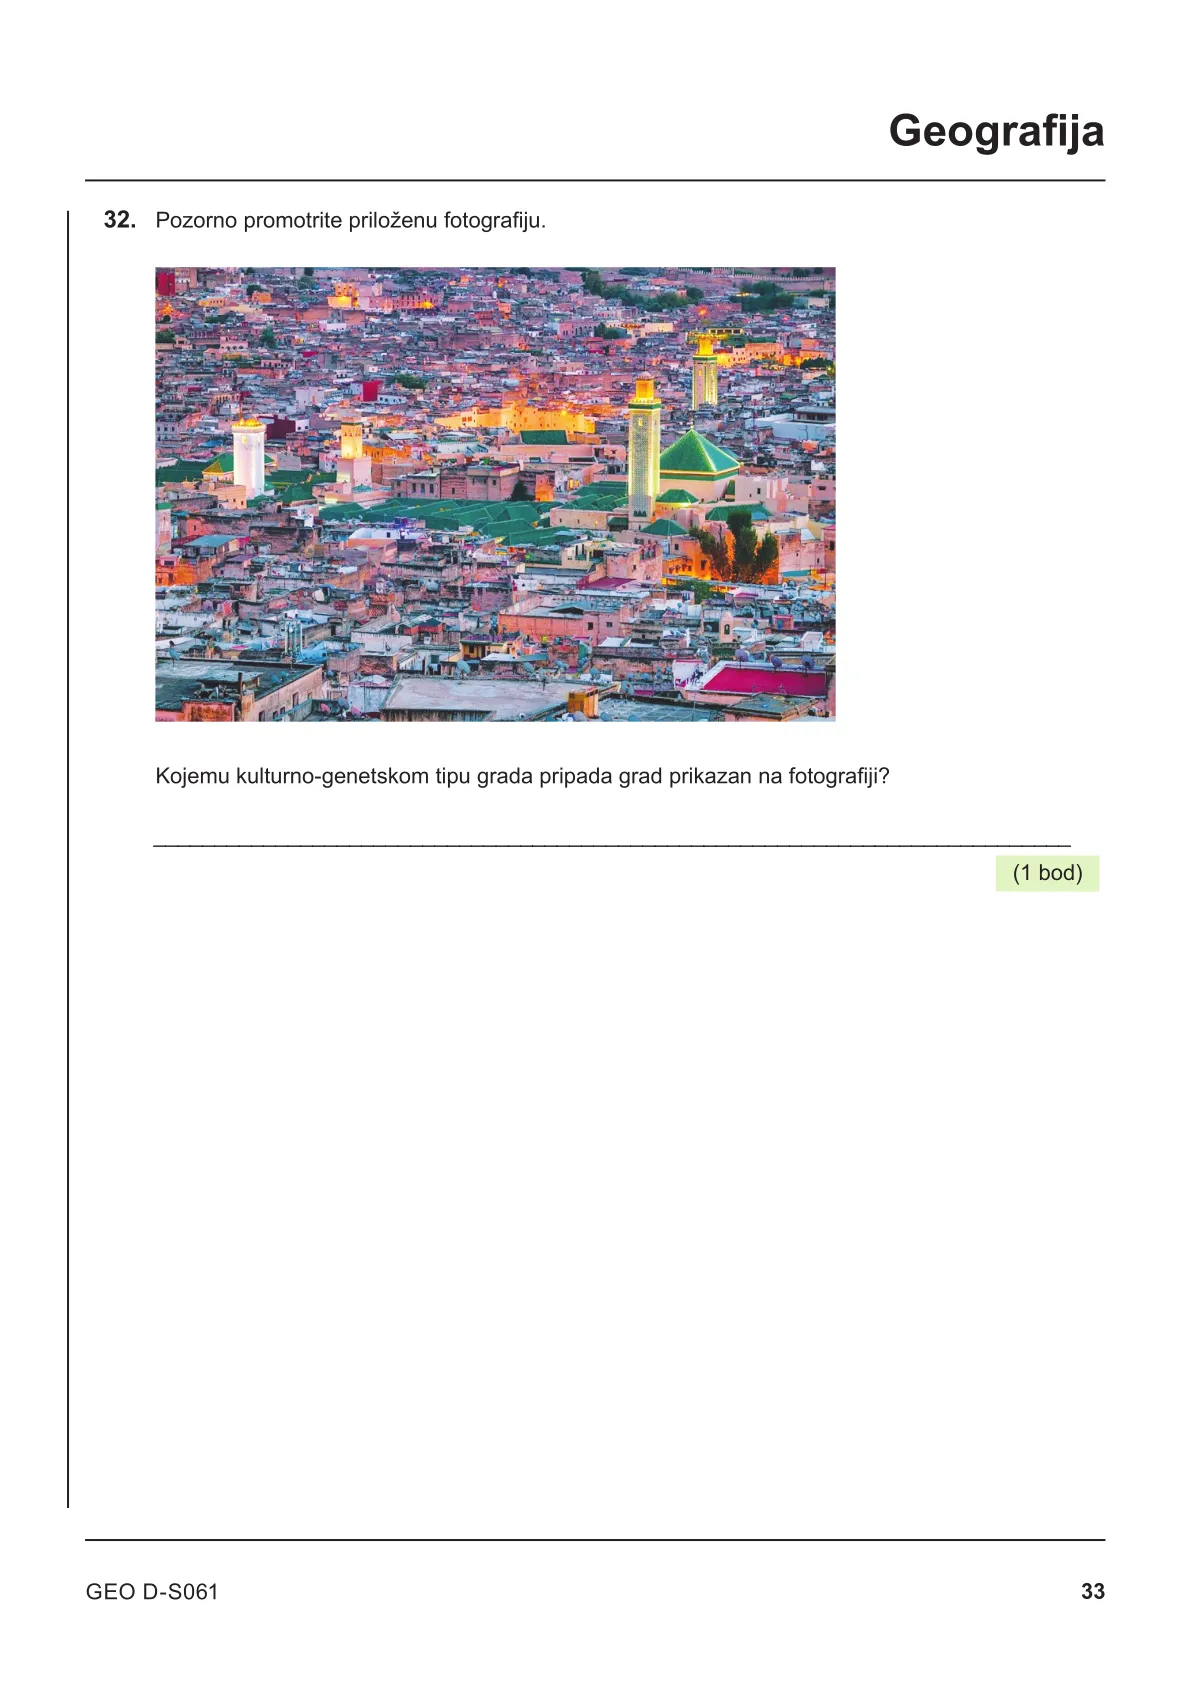 Geografija
32. Pozorno promotrite priloženu fotografiju.
Kojemu kulturno-genetskom tipu grada pripada grad prikazan na fotografiji?
(1 bod)
GEO D-S061
33